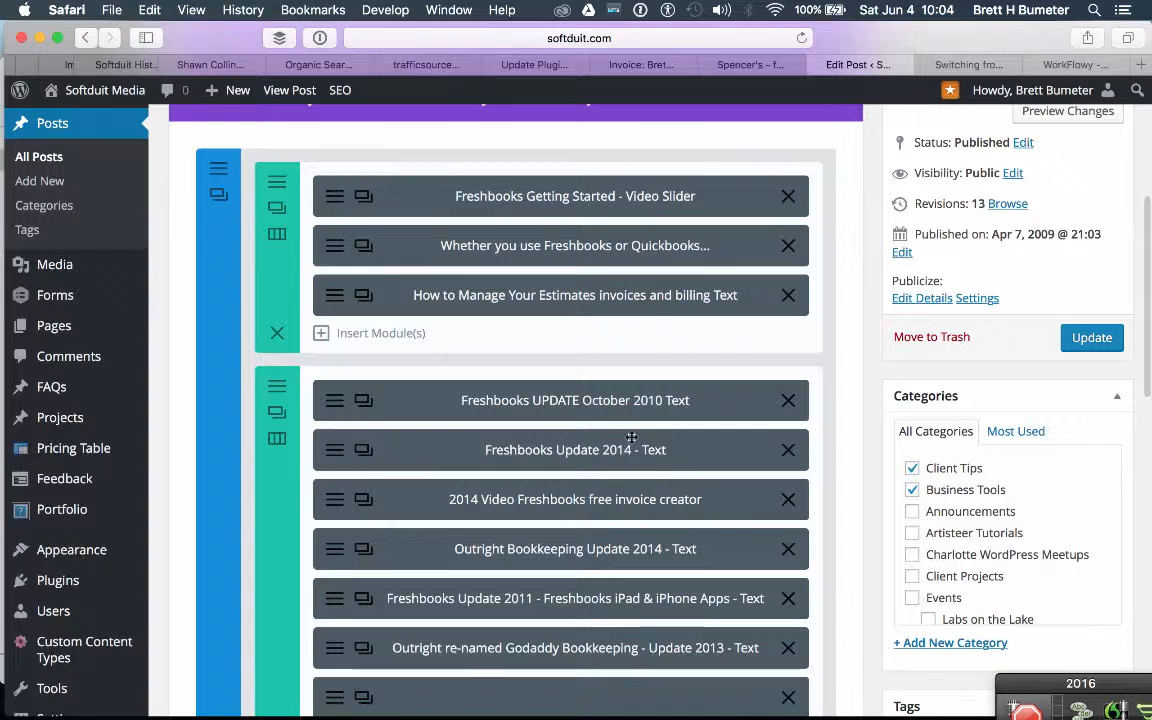 Safari File Edit View History Bookmarks Develop Window Help 100% Sat Jun 4 10:04 Brett H Bumeter
softduit.com
Softduit Hist... Shawn Collin... Organic Sear... trafficsource... Update Plugi... Invoice: Bret... Spencer's - f... Edit Post ‹ S... Switching fro... WorkFlowy -...
Softduit Media 0 New View Post SEO Howdy, Brett Bumeter
Posts
All Posts
Add New
Categories
Tags
Media
Forms
Pages
Comments
FAQs
Projects
Pricing Table
Feedback
Portfolio
Appearance
Plugins
Users
Custom Content
Types
Tools
Freshbooks Getting Started - Video Slider
Whether you use Freshbooks or Quickbooks...
How to Manage Your Estimates invoices and billing Text
Insert Module(s)
Freshbooks UPDATE October 2010 Text
Freshbooks Update 2014 - Text
2014 Video Freshbooks free invoice creator
Outright Bookkeeping Update 2014 - Text
Freshbooks Update 2011 - Freshbooks iPad & iPhone Apps - Text
Outright re-named Godaddy Bookkeeping - Update 2013 - Text
Preview Changes
Status: Published Edit
Visibility: Public Edit
Revisions: 13 Browse
Published on: Apr 7, 2009 @ 21:03
Edit
Publicize:
Edit Details Settings
Move to Trash Update
Categories
All Categories Most Used
Client Tips
Business Tools
Announcements
Artisteer Tutorials
Charlotte WordPress Meetups
Client Projects
Events
Labs on the Lake
+ Add New Category
Tags
2016